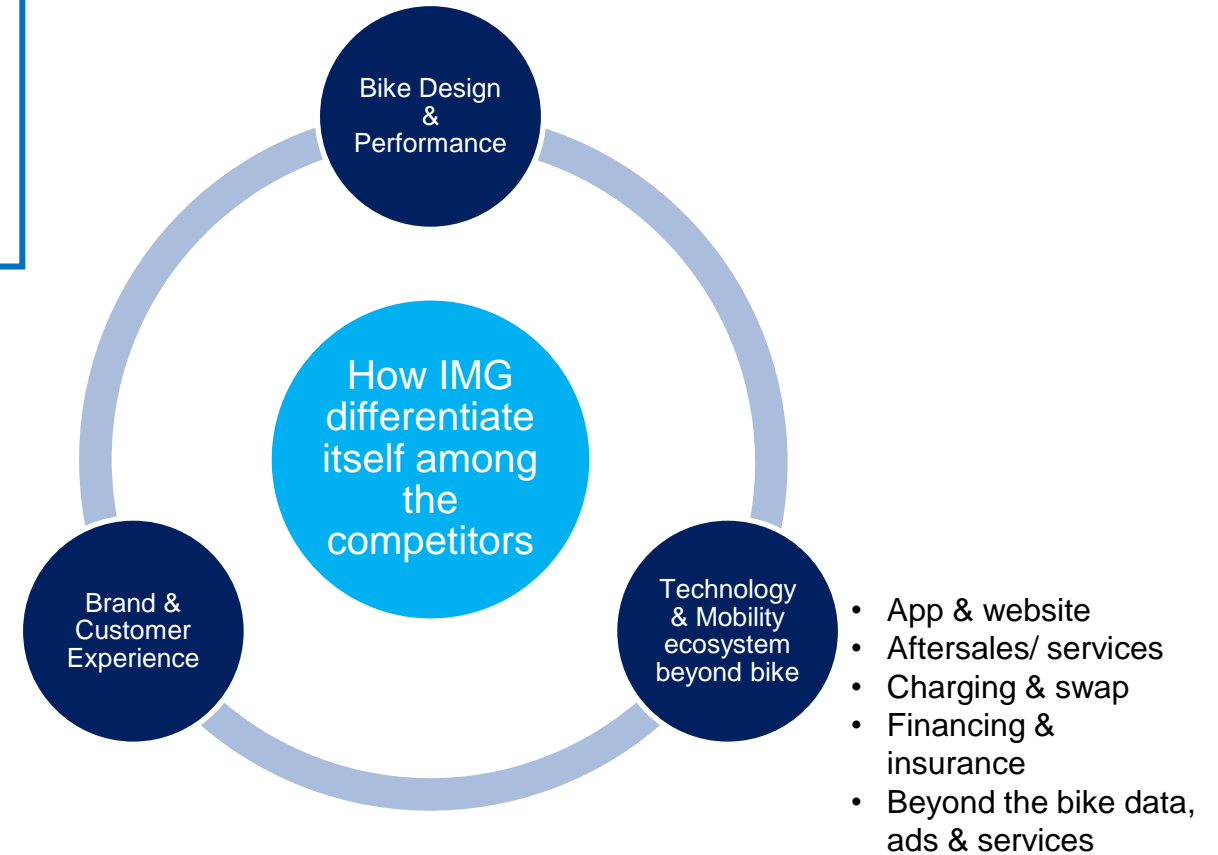 Bike Design
&
Performance
How IMG
differentiate
itself among
the
competitors
Brand &
Customer
Experience
Technology
& Mobility
ecosystem
beyond bike
• App & website
• Aftersales/ services
• Charging & swap
• Financing &
insurance
• Beyond the bike data,
ads & services